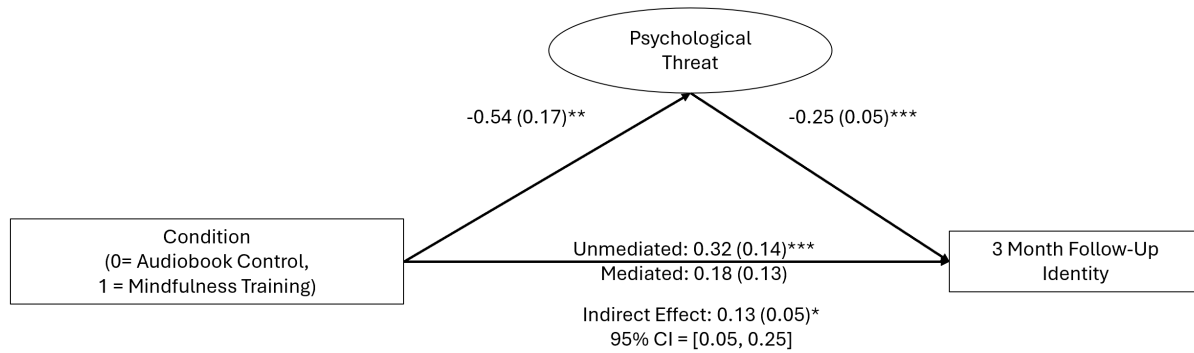 Psychological
Threat
-0.54 (0.17)**
-0.25 (0.05)***
Condition
(0= Audiobook Control,
1 = Mindfulness Training)
Unmediated: 0.32 (0.14)***
Mediated: 0.18 (0.13)
3 Month Follow-Up
Identity
Indirect Effect: 0.13 (0.05)*
95% CI = [0.05, 0.25]